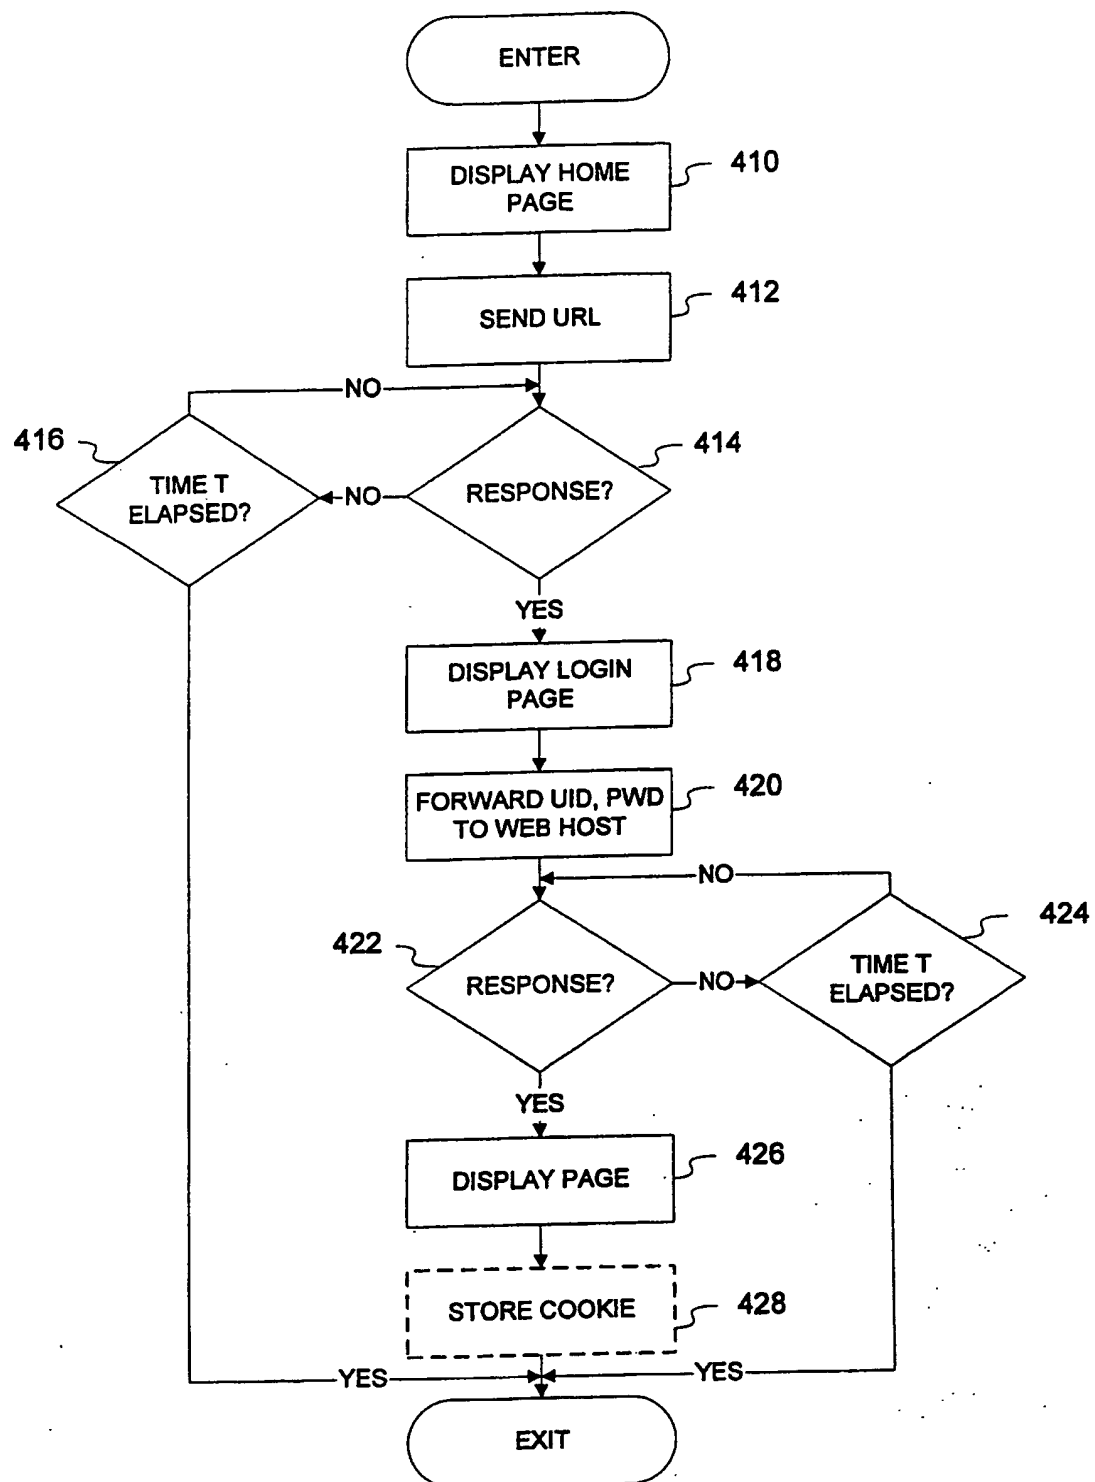 ENTER
DISPLAY HOME
PAGE
410
SEND URL
412
NO
416
TIME T
ELAPSED?
NO
RESPONSE?
414
YES
DISPLAY LOGIN
PAGE
418
FORWARD UID, PWD
TO WEB HOST
420
NO
422
RESPONSE?
NO
TIME T
ELAPSED?
424
YES
DISPLAY PAGE
426
STORE COOKIE
428
YES
YES
EXIT